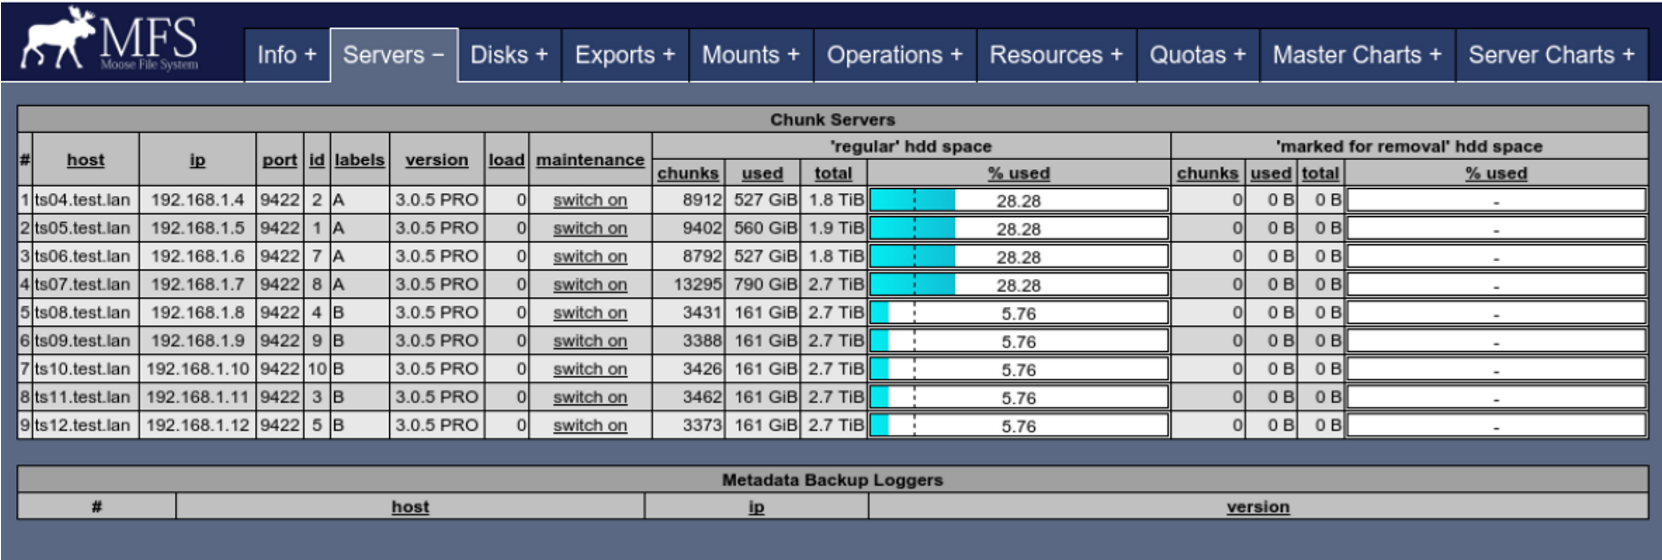 MFS
Moose File System
Info + Servers − Disks + Exports + Mounts + Operations + Resources + Quotas + Master Charts + Server Charts +
Chunk Servers
# host ip port id labels version load maintenance 'regular' hdd space 'marked for removal' hdd space
chunks used total % used chunks used total % used
1 ts04.test.lan 192.168.1.4 9422 2 A 3.0.5 PRO 0 switch on 8912 527 GiB 1.8 TiB 28.28 0 0 B 0 B -
2 ts05.test.lan 192.168.1.5 9422 1 A 3.0.5 PRO 0 switch on 9402 560 GiB 1.9 TiB 28.28 0 0 B 0 B -
3 ts06.test.lan 192.168.1.6 9422 7 A 3.0.5 PRO 0 switch on 8792 527 GiB 1.8 TiB 28.28 0 0 B 0 B -
4 ts07.test.lan 192.168.1.7 9422 8 A 3.0.5 PRO 0 switch on 13295 790 GiB 2.7 TiB 28.28 0 0 B 0 B -
5 ts08.test.lan 192.168.1.8 9422 4 B 3.0.5 PRO 0 switch on 3431 161 GiB 2.7 TiB 5.76 0 0 B 0 B -
6 ts09.test.lan 192.168.1.9 9422 9 B 3.0.5 PRO 0 switch on 3388 161 GiB 2.7 TiB 5.76 0 0 B 0 B -
7 ts10.test.lan 192.168.1.10 9422 10 B 3.0.5 PRO 0 switch on 3426 161 GiB 2.7 TiB 5.76 0 0 B 0 B -
8 ts11.test.lan 192.168.1.11 9422 3 B 3.0.5 PRO 0 switch on 3462 161 GiB 2.7 TiB 5.76 0 0 B 0 B -
9 ts12.test.lan 192.168.1.12 9422 5 B 3.0.5 PRO 0 switch on 3373 161 GiB 2.7 TiB 5.76 0 0 B 0 B -
Metadata Backup Loggers
# host ip version